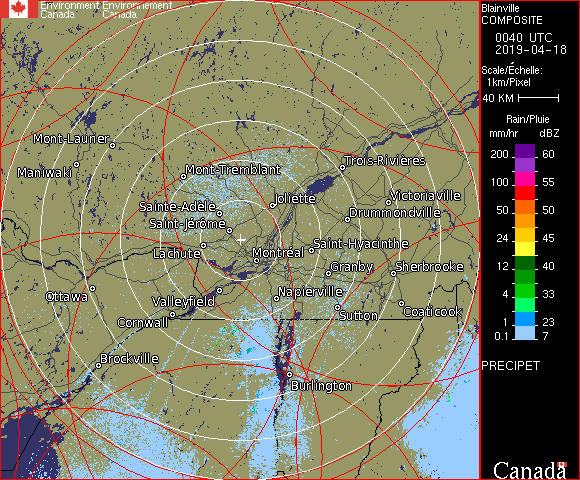 Environment Environnement
Canada Canada
Blainville
COMPOSITE
0040 UTC
2019-04-18
Scale/Échelle:
1km/Pixel
40 KM
Rain/Pluie
mm/hr dBZ
200 60
100 55
50 50
24 45
12 40
4 33
1 23
0.1 7
PRECIPET
Canada
Mont-Laurier
Maniwaki
Mont-Tremblant
Trois-Rivières
Sainte-Adele
Joliette
Victoriaville
Drummondville
Saint-Jérôme
Lachute
Montréal
Saint-Hyacinthe
Granby
Sherbrooke
Ottawa
Valleyfield
Napierville
Cornwall
Sutton
Coaticook
Brockville
Burlington